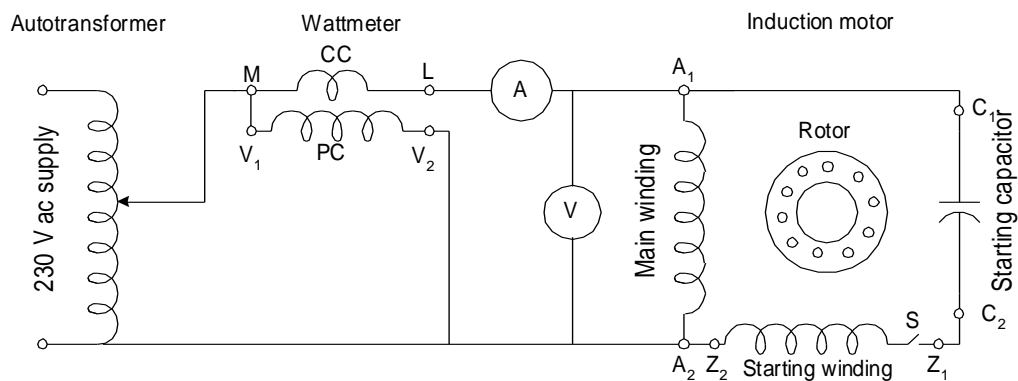 Autotransformer
Wattmeter
Induction motor
CC
M
L
A
A₁
C₁
V₁
PC
V₂
Rotor
230 V ac supply
V
Main winding
Starting capacitor
C₂
S
A₂
Z₂
Starting winding
Z₁